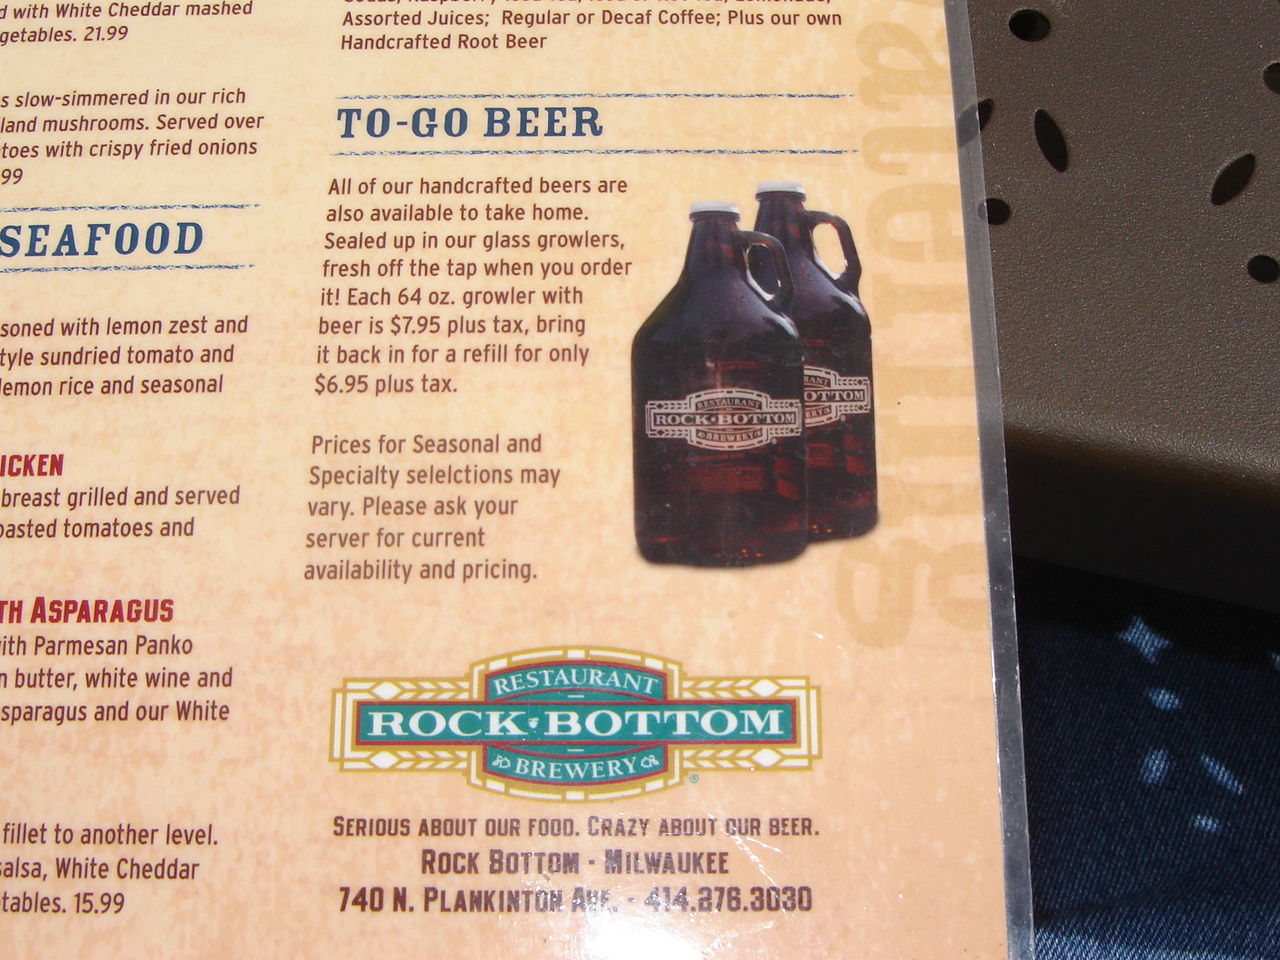 d with White Cheddar mashed
getables. 21.99
s slow-simmered in our rich
land mushrooms. Served over
toes with crispy fried onions
99
SEAFOOD
soned with lemon zest and
tyle sundried tomato and
lemon rice and seasonal
ICKEN
breast grilled and served
oasted tomatoes and
TH ASPARAGUS
with Parmesan Panko
n butter, white wine and
sparagus and our White
fillet to another level.
salsa, White Cheddar
tables. 15.99
Assorted Juices; Regular or Decaf Coffee; Plus our own
Handcrafted Root Beer
TO-GO BEER
All of our handcrafted beers are
also available to take home.
Sealed up in our glass growlers,
fresh off the tap when you order
it! Each 64 oz. growler with
beer is $7.95 plus tax, bring
it back in for a refill for only
$6.95 plus tax.
Prices for Seasonal and
Specialty selelctions may
vary. Please ask your
server for current
availability and pricing.
RESTAURANT
ROCK BOTTOM
BREWERY
RANT
OTTOM
RESTAURANT
ROCK BOTTOM
BREWERY
®
SERIOUS ABOUT OUR FOOD. CRAZY ABOUT OUR BEER.
ROCK BOTTOM - MILWAUKEE
740 N. PLANKINTON AVE. - 414.276.3030